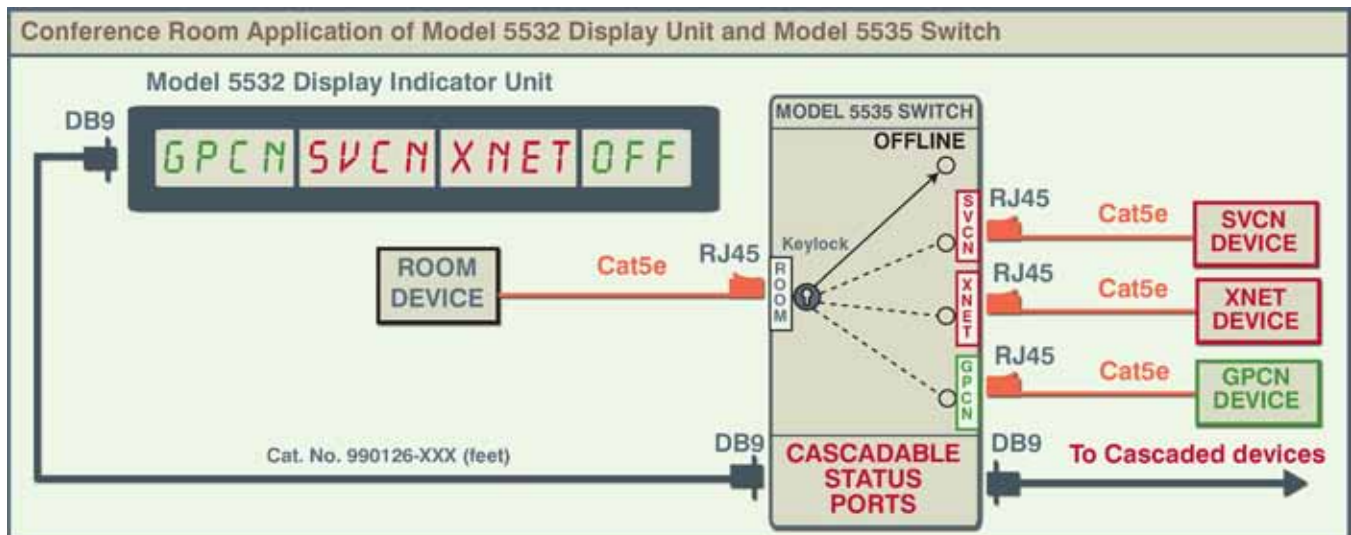 Conference Room Application of Model 5532 Display Unit and Model 5535 Switch
Model 5532 Display Indicator Unit
DB9
GPCN SVCN XNET OFF
MODEL 5535 SWITCH
OFFLINE
Keylock
ROOM
DEVICE
Cat5e
RJ45
ROOM
SVCN
RJ45
Cat5e
SVCN
DEVICE
XNET
RJ45
Cat5e
XNET
DEVICE
GPCN
RJ45
Cat5e
GPCN
DEVICE
Cat. No. 990126-XXX (feet)
DB9
CASCADABLE
STATUS
PORTS
DB9
To Cascaded devices